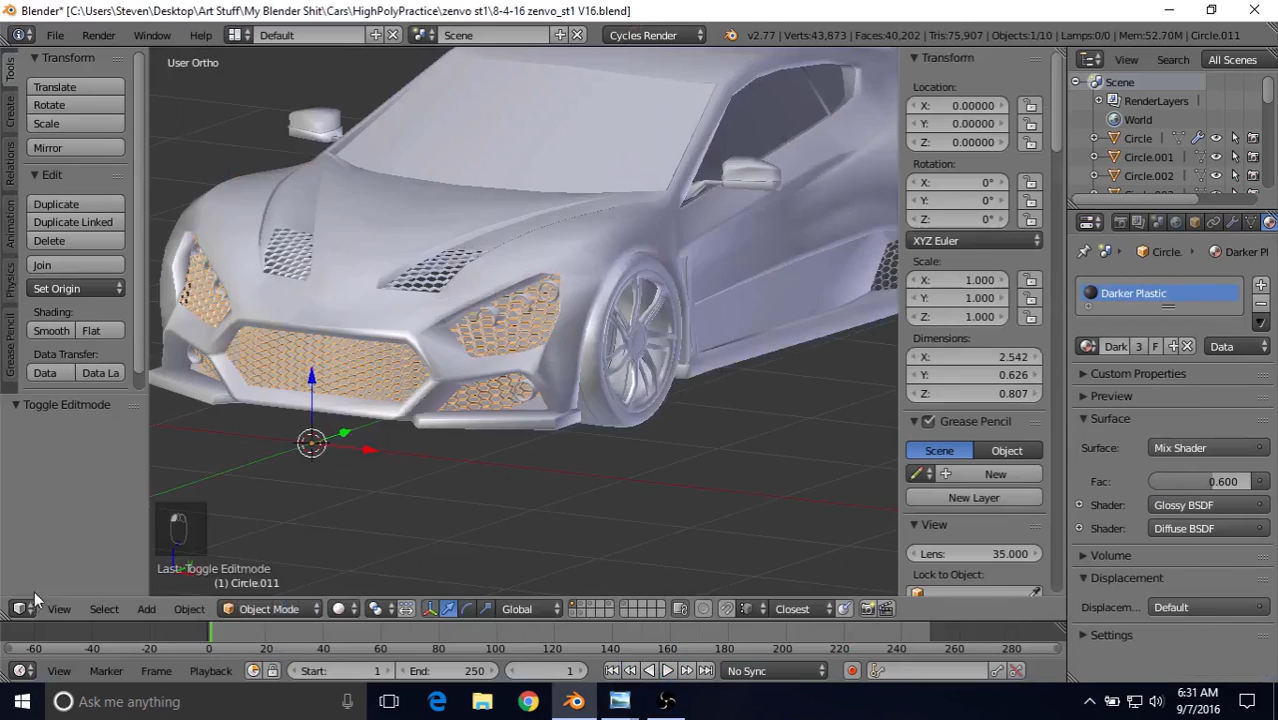 Blender* [C:\Users\Steven\Desktop\Art Stuff\My Blender Shit\Cars\HighPolyPractice\zenvo st1\8-4-16 zenvo_st1 V16.blend]
File Render Window Help Default Scene Cycles Render v2.77 | Verts:43,873 | Faces:40,202 | Tris:75,907 | Objects:1/10 | Lamps:0/0 | Mem:52.70M | Circle.011
Tools
Create
Relations
Animation
Physics
Grease Pencil
Transform
Translate
Rotate
Scale
Mirror
Edit
Duplicate
Duplicate Linked
Delete
Join
Set Origin
Shading:
Smooth Flat
Data Transfer:
Data Data La
Toggle Editmode
User Ortho
Last: Toggle Editmode
(1) Circle.011
View Select Add Object Object Mode Global Closest
Transform
Location:
X: 0.00000
Y: 0.00000
Z: 0.00000
Rotation:
X: 0°
Y: 0°
Z: 0°
XYZ Euler
Scale:
X: 1.000
Y: 1.000
Z: 1.000
Dimensions:
X: 2.542
Y: 0.626
Z: 0.807
Grease Pencil
Scene Object
New
New Layer
View
Lens: 35.000
Lock to Object:
View Search All Scenes
Scene
RenderLayers
World
Circle
Circle.001
Circle.002
Circle. Darker Pl
Darker Plastic
Dark 3 F Data
Custom Properties
Preview
Surface
Surface: Mix Shader
Fac: 0.600
Shader: Glossy BSDF
Shader: Diffuse BSDF
Volume
Displacement
Displacem... Default
Settings
-60 -40 -20 0 20 40 60 80 100 120 140 160 180 200 220 240 260 280
View Marker Frame Playback Start: 1 End: 250 1 No Sync
Ask me anything
6:31 AM
9/7/2016